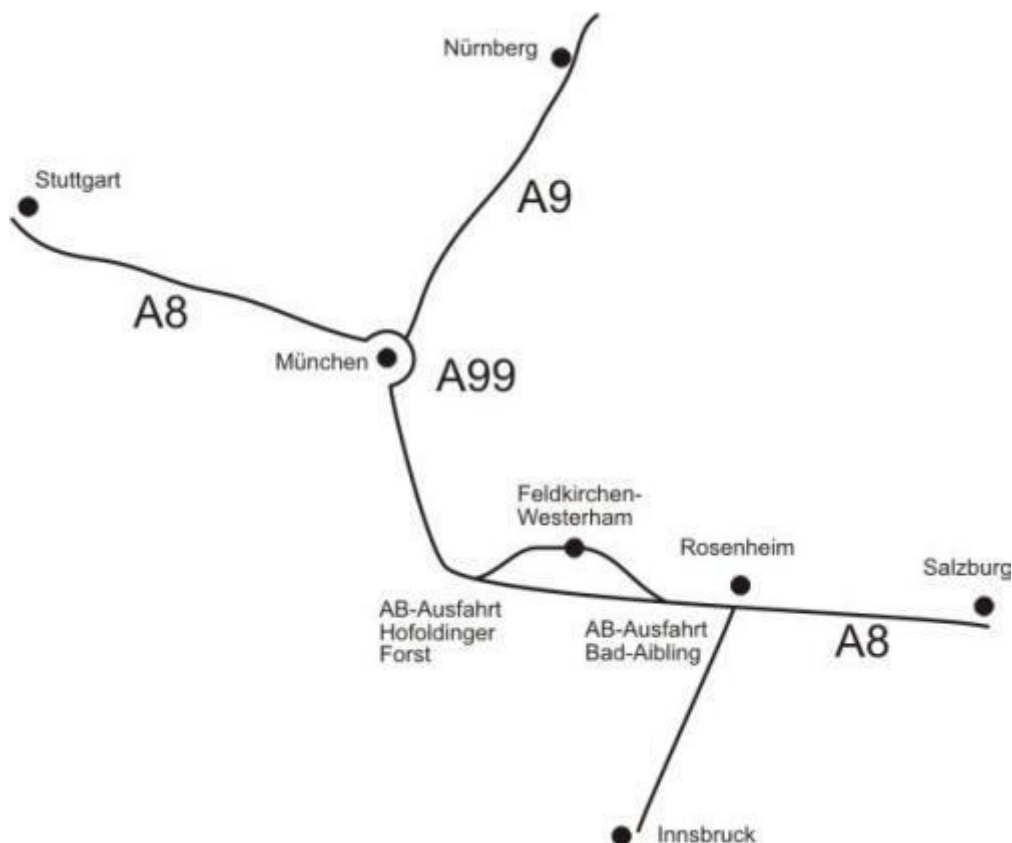 Nürnberg
Stuttgart
A9
A8
München
A99
Feldkirchen-
Westerham
Rosenheim
Salzburg
AB-Ausfahrt
Hofoldinger
Forst
AB-Ausfahrt
Bad-Aibling
A8
Innsbruck